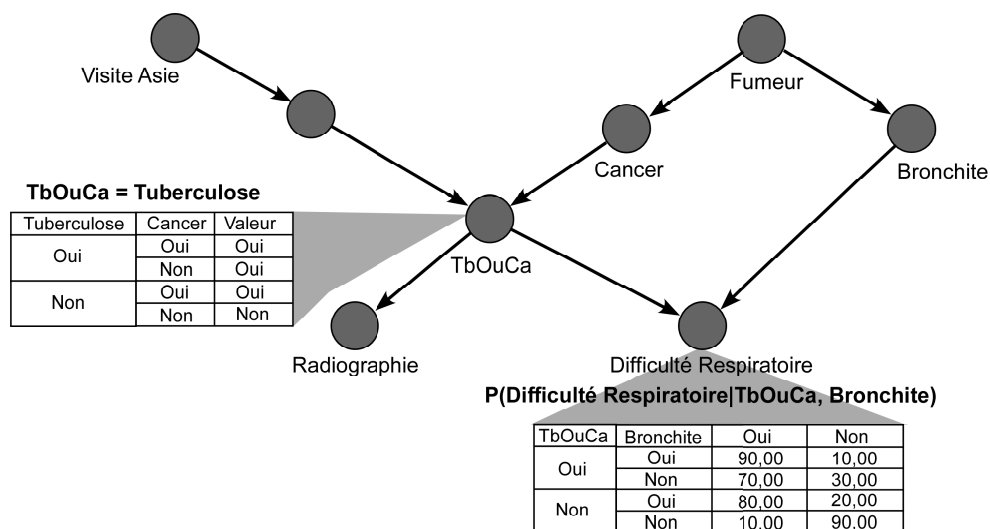 Visite Asie
Fumeur
Cancer
Bronchite
TbOuCa = Tuberculose
Tuberculose Cancer Valeur
Oui Oui Oui
Non Oui
Non Oui Oui
Non Non
TbOuCa
Radiographie
Difficulté Respiratoire
P(Difficulté Respiratoire|TbOuCa, Bronchite)
TbOuCa Bronchite Oui Non
Oui Oui 90,00 10,00
Non 70,00 30,00
Non Oui 80,00 20,00
Non 10,00 90,00